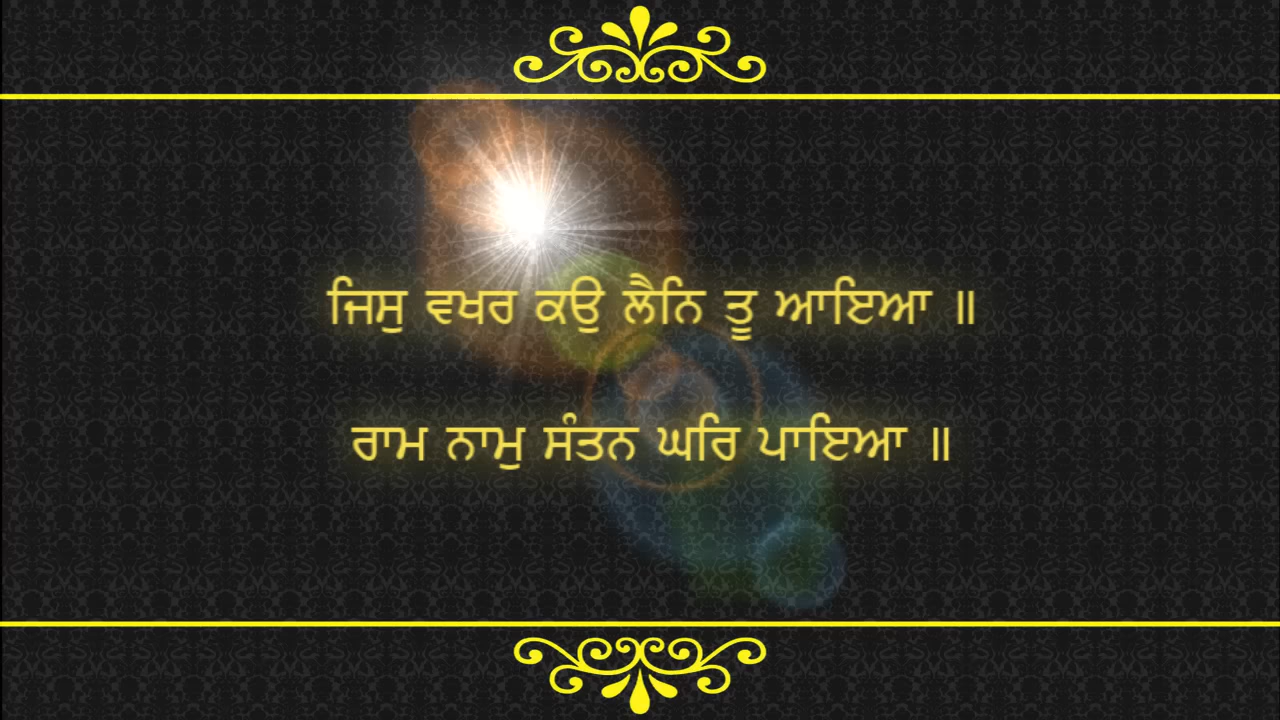 ਜਿਸੁ ਵਖਰ ਕਉ ਲੈਨਿ ਤੂ ਆਇਆ ॥
ਰਾਮ ਨਾਮੁ ਸੰਤਨ ਘਰਿ ਪਾਇਆ ॥